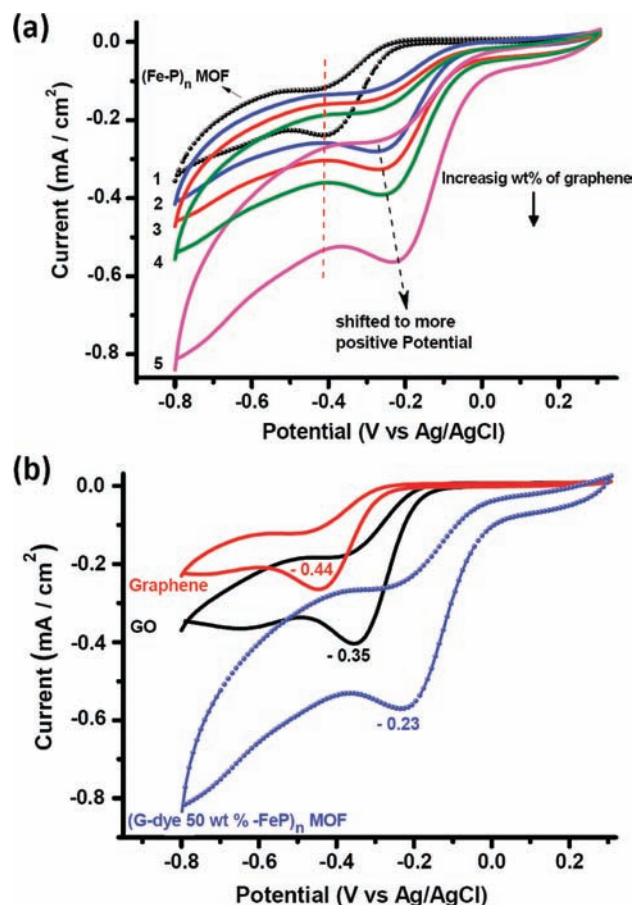 (a)
0.0
(Fe-P)n MOF
-0.2
1
2
Increasig wt% of graphene
3
-0.4
4
-0.6
shifted to more
positive Potential
5
-0.8
Current (mA / cm²)
-0.8 -0.6 -0.4 -0.2 0.0 0.2
Potential (V vs Ag/AgCl)
(b)
0.0
-0.2
- 0.44
Graphene
GO
-0.4
- 0.35
- 0.23
-0.6
-0.8
(G-dye 50 wt % -FeP)n MOF
Current (mA / cm²)
-0.8 -0.6 -0.4 -0.2 0.0 0.2
Potential (V vs Ag/AgCl)